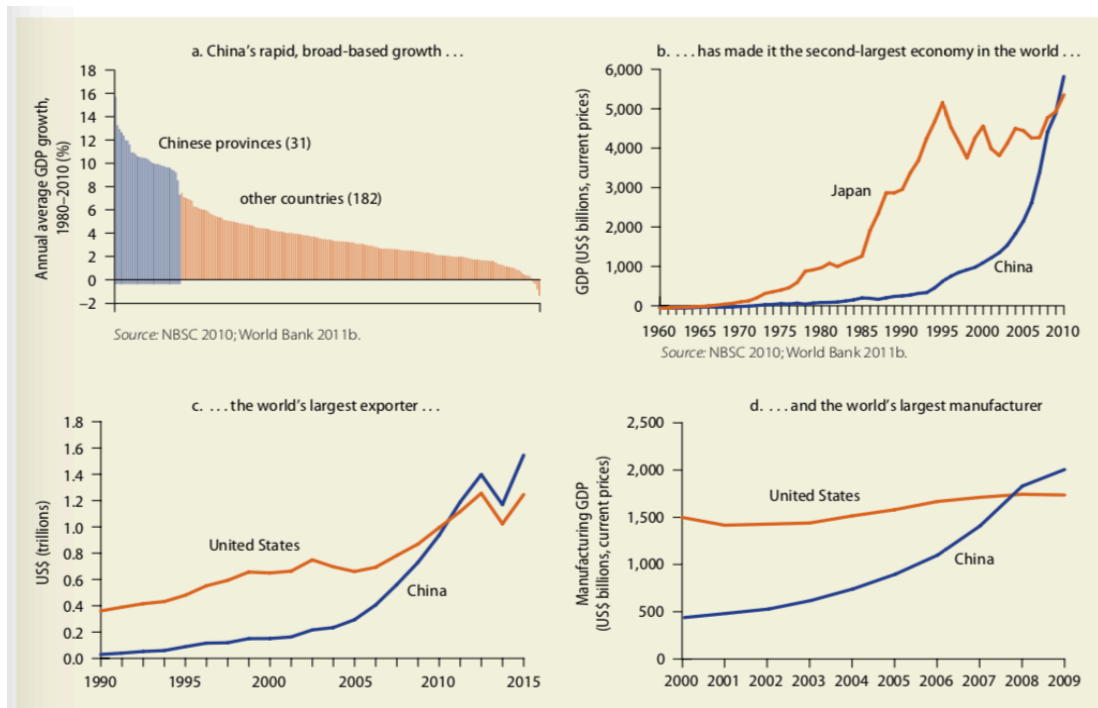 a. China's rapid, broad-based growth . . .
18
16
14
12
10
8
6
4
2
0
–2
Annual average GDP growth,
1980–2010 (%)
Chinese provinces (31)
other countries (182)
Source: NBSC 2010; World Bank 2011b.
b. . . . has made it the second-largest economy in the world . . .
6,000
5,000
4,000
3,000
2,000
1,000
0
GDP (US$ billions, current prices)
Japan
China
1960 1965 1970 1975 1980 1985 1990 1995 2000 2005 2010
Source: NBSC 2010; World Bank 2011b.
c. . . . the world's largest exporter . . .
1.8
1.6
1.4
1.2
1.0
0.8
0.6
0.4
0.2
0.0
US$ (trillions)
United States
China
1990 1995 2000 2005 2010 2015
d. . . . and the world's largest manufacturer
2,500
2,000
1,500
1,000
500
0
Manufacturing GDP
(US$ billions, current prices)
United States
China
2000 2001 2002 2003 2004 2005 2006 2007 2008 2009